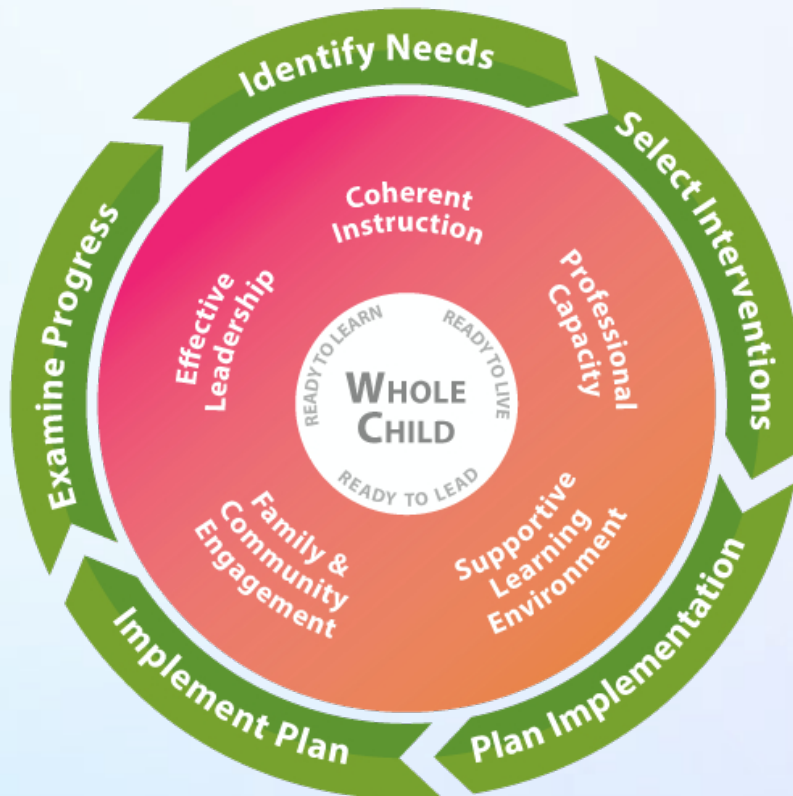 Identify Needs
Select Interventions
Plan Implementation
Implement Plan
Examine Progress
Coherent
Instruction
Professional
Capacity
Supportive
Learning
Environment
Family &
Community
Engagement
Effective
Leadership
READY TO LEARN
READY TO LIVE
READY TO LEAD
WHOLE
CHILD